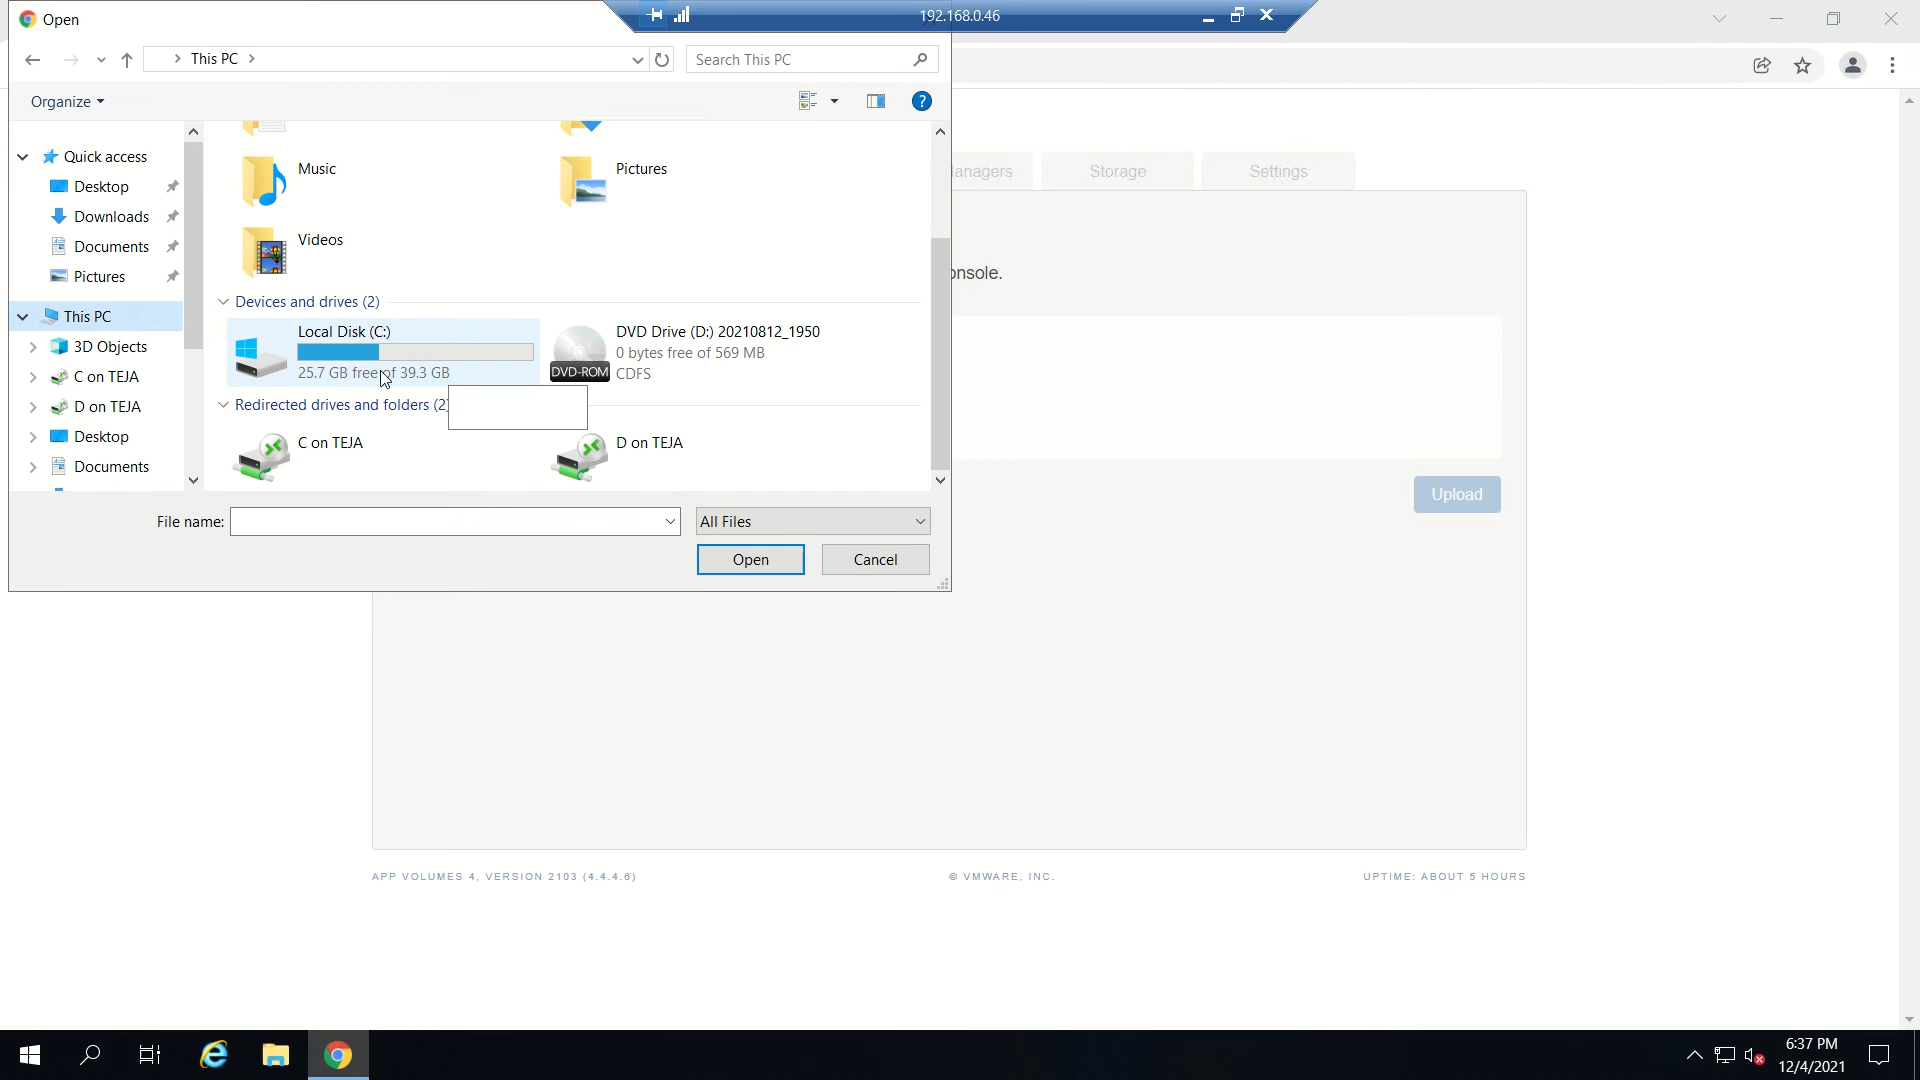 Open
192.168.0.46
This PC
Search This PC
Organize
Quick access
Desktop
Downloads
Documents
Pictures
This PC
3D Objects
C on TEJA
D on TEJA
Desktop
Documents
Music
Pictures
Videos
Devices and drives (2)
Local Disk (C:)
25.7 GB free of 39.3 GB
DVD Drive (D:) 20210812_1950
0 bytes free of 569 MB
CDFS
DVD-ROM
Redirected drives and folders (2)
C on TEJA
D on TEJA
File name:
All Files
Open
Cancel
anagers
Storage
Settings
onsole.
Upload
APP VOLUMES 4, VERSION 2103 (4.4.4.6)
© VMWARE, INC.
UPTIME: ABOUT 5 HOURS
6:37 PM
12/4/2021